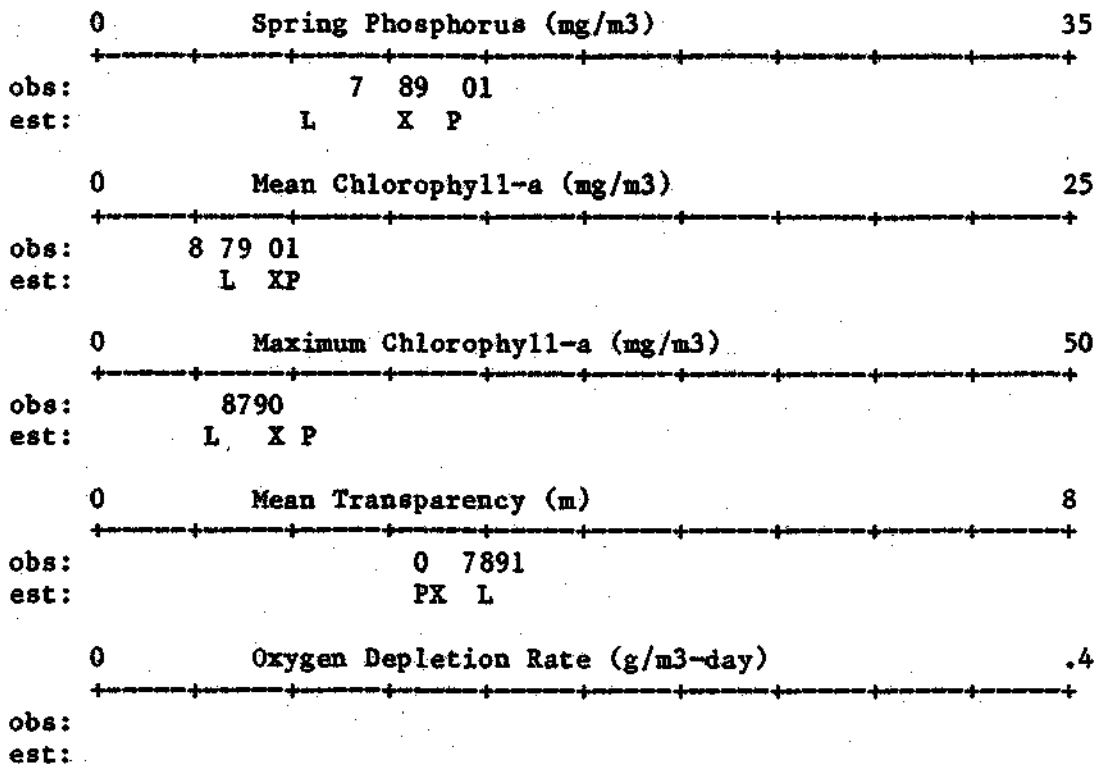 0 Spring Phosphorus (mg/m3) 35
+-----+-----+-----+-----+-----+-----+-----+-----+-----+-----+
obs: 7 89 01
est: L X P
0 Mean Chlorophyll-a (mg/m3) 25
+-----+-----+-----+-----+-----+-----+-----+-----+-----+-----+
obs: 8 79 01
est: L XP
0 Maximum Chlorophyll-a (mg/m3) 50
+-----+-----+-----+-----+-----+-----+-----+-----+-----+-----+
obs: 8790
est: L X P
0 Mean Transparency (m) 8
+-----+-----+-----+-----+-----+-----+-----+-----+-----+-----+
obs: 0 7891
est: PX L
0 Oxygen Depletion Rate (g/m3-day) .4
+-----+-----+-----+-----+-----+-----+-----+-----+-----+-----+
obs:
est: